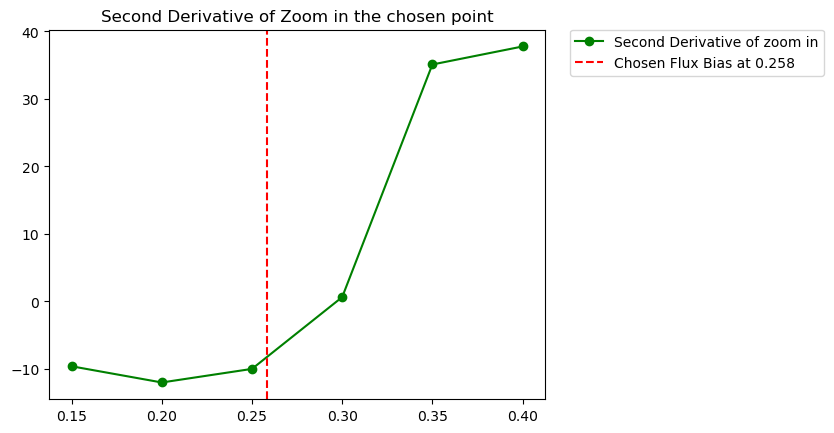 Second Derivative of Zoom in the chosen point
Second Derivative of zoom in
Chosen Flux Bias at 0.258
40
30
20
10
0
−10
0.15 0.20 0.25 0.30 0.35 0.40